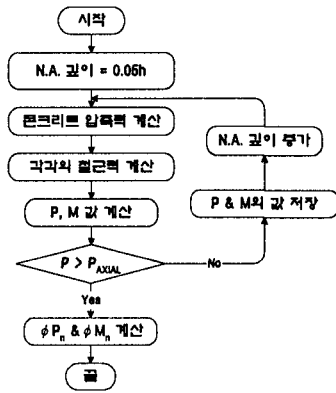 시작
N.A. 깊이 = 0.05h
콘크리트 압축력 계산
N.A. 깊이 증가
각각의 철근력 계산
P, M 값 계산
P & M의 값 저장
P > P_AXIAL
No
Yes
ϕP_n & ϕM_n 계산
끝